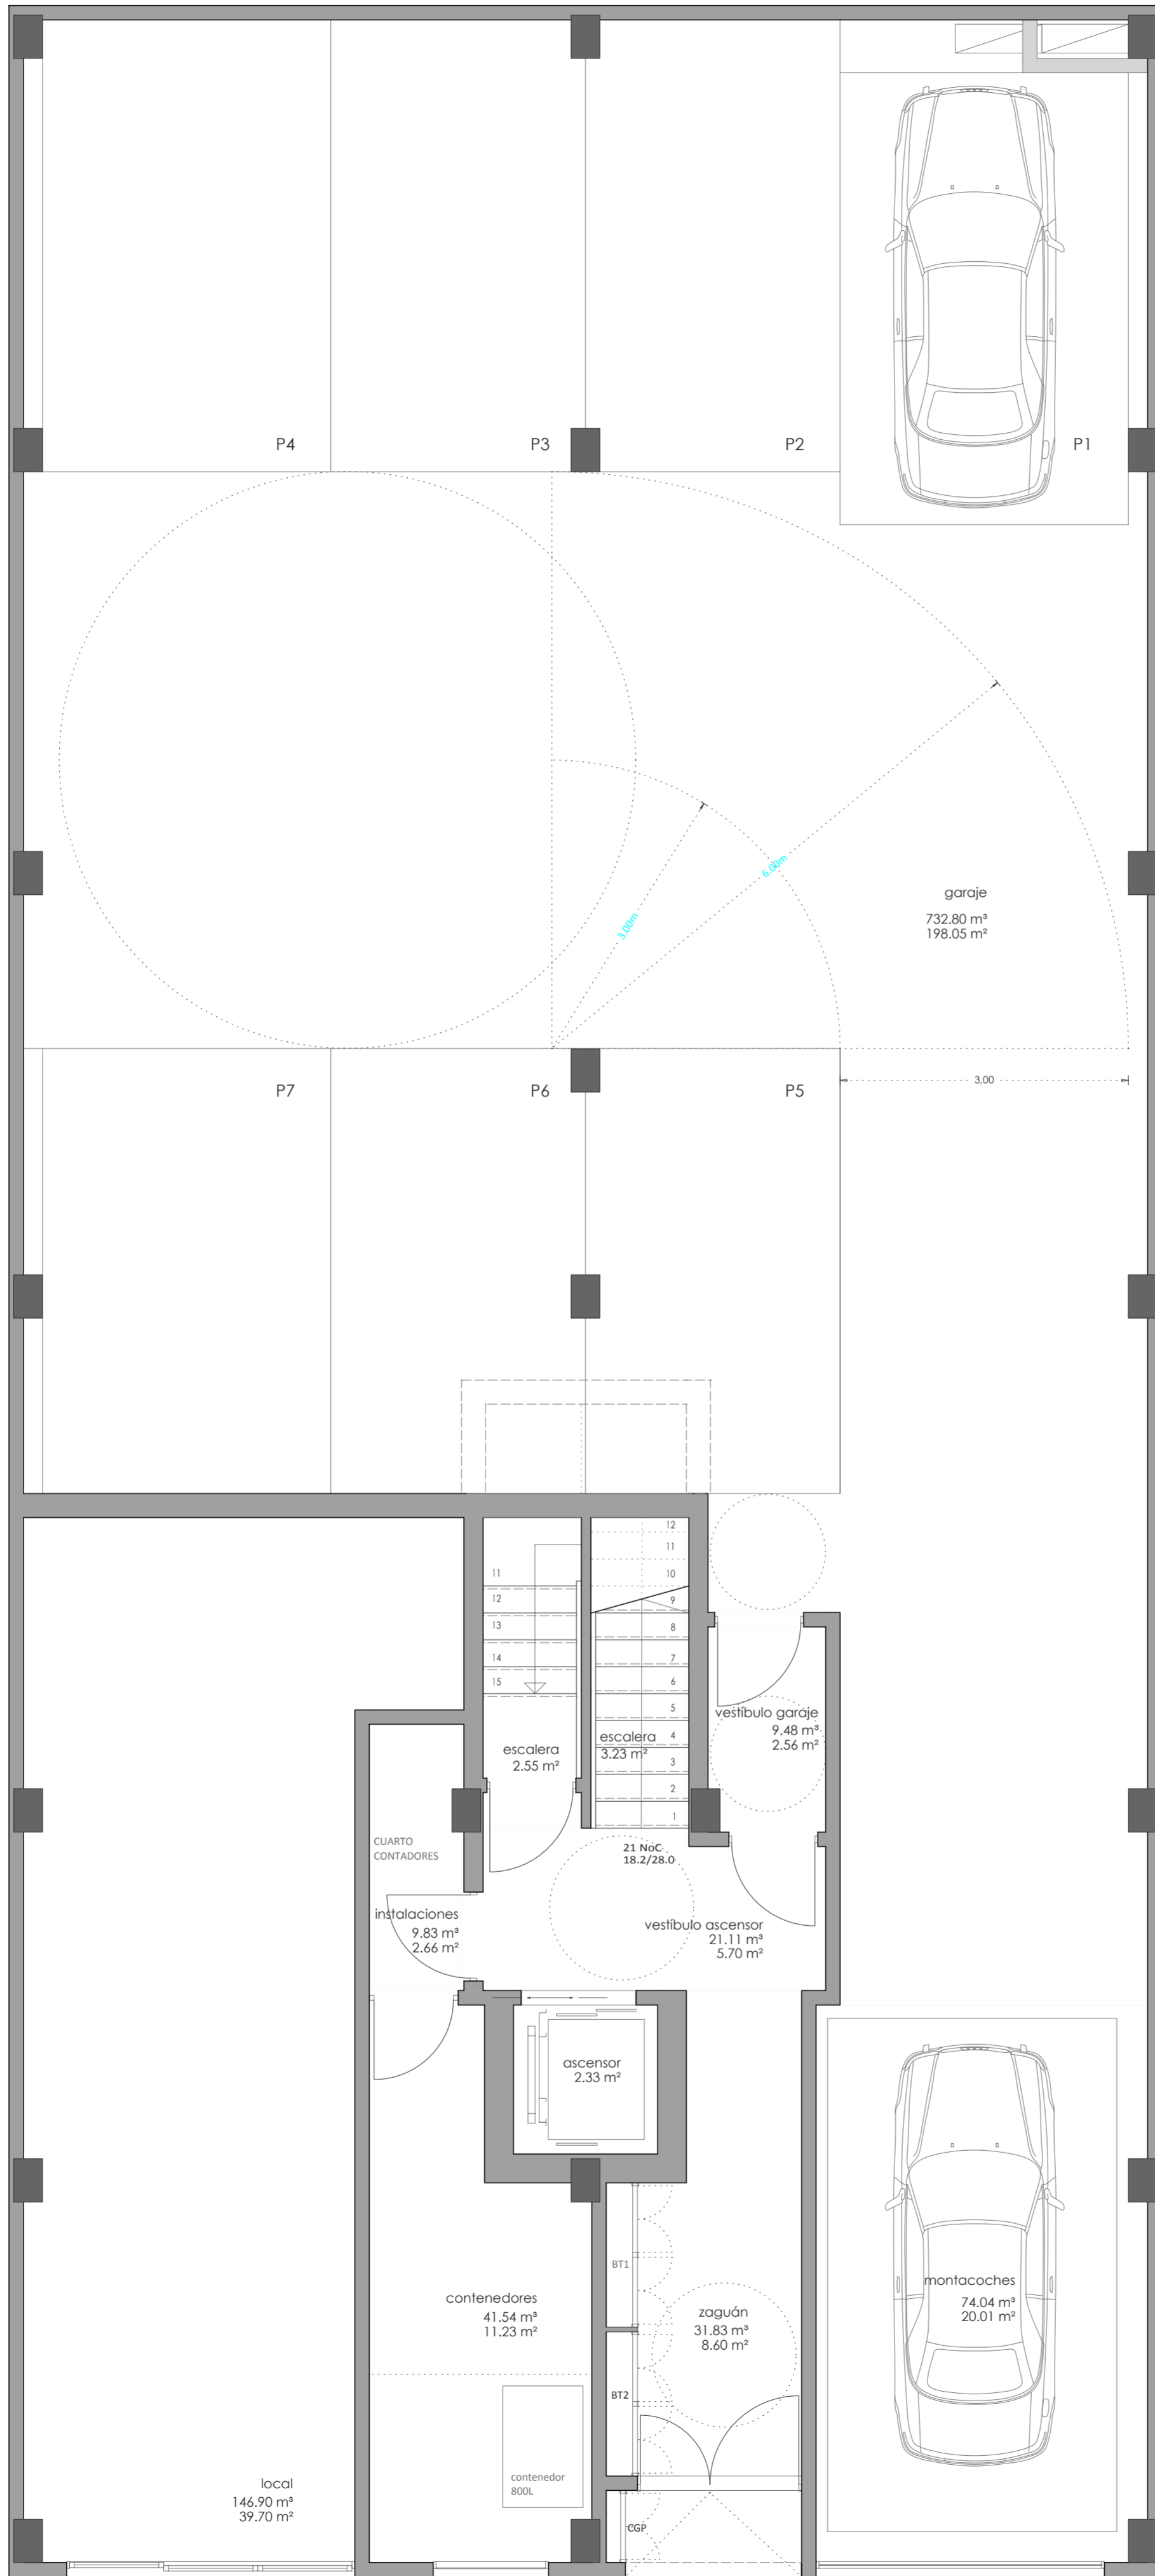 P4
P3
P2
P1
6.00m
3.00m
garaje
732.80 m³
198.05 m²
3,00
P7
P6
P5
11
12
13
14
15
12
11
10
9
8
7
6
5
4
3
2
1
escalera
2.55 m²
escalera
3.23 m²
vestíbulo garaje
9.48 m³
2.56 m²
CUARTO
CONTADORES
21 NoC
18.2/28.0
instalaciones
9.83 m³
2.66 m²
vestíbulo ascensor
21.11 m³
5.70 m²
ascensor
2.33 m²
BT1
montacoches
74.04 m³
20.01 m²
contenedores
41.54 m³
11.23 m²
zaguán
31.83 m³
8.60 m²
BT2
contenedor
800L
local
146.90 m³
39.70 m²
CGP